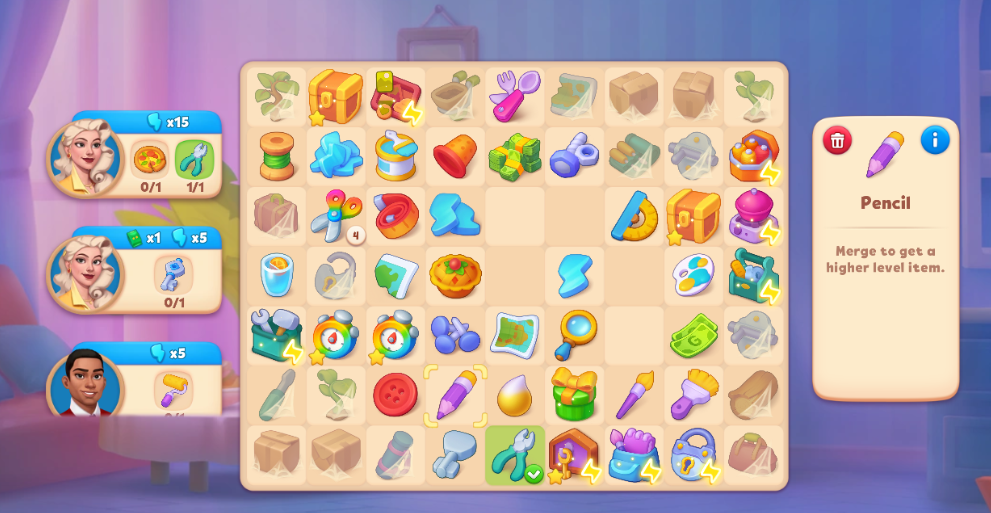 x15
0/1
1/1
x1
x5
0/1
x5
4
G
i
Pencil
Merge to get a
higher level item.